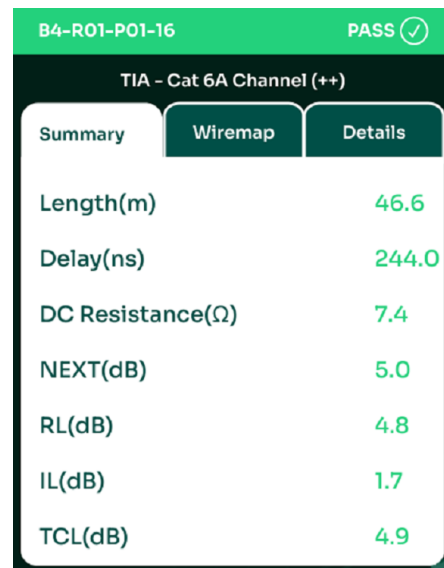 B4-R01-P01-16 PASS
TIA - Cat 6A Channel (++)
Summary Wiremap Details
Length(m) 46.6
Delay(ns) 244.0
DC Resistance(Ω) 7.4
NEXT(dB) 5.0
RL(dB) 4.8
IL(dB) 1.7
TCL(dB) 4.9